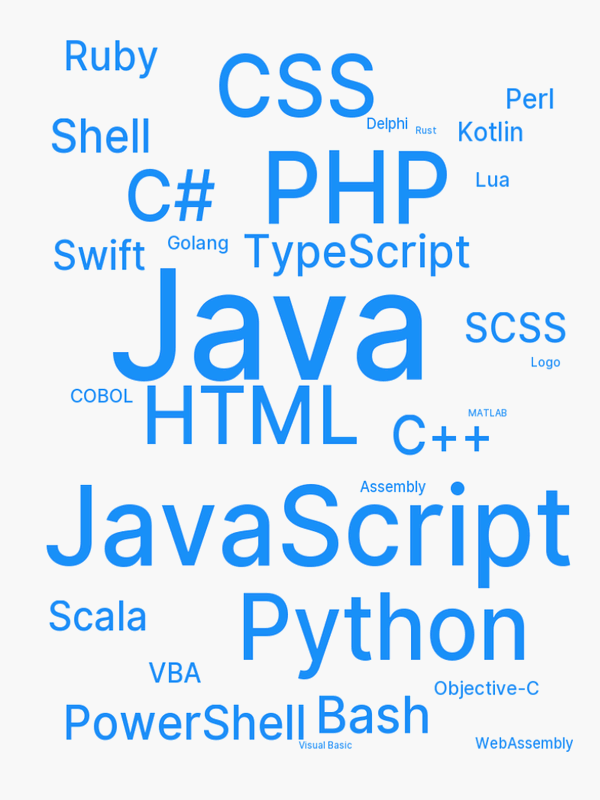 Ruby
CSS
Perl
Delphi
Rust
Kotlin
Shell
PHP
Lua
C#
Golang
TypeScript
Swift
Java
SCSS
Logo
COBOL
HTML
MATLAB
C++
Assembly
JavaScript
Scala
Python
VBA
Objective-C
PowerShell
Bash
Visual Basic
WebAssembly